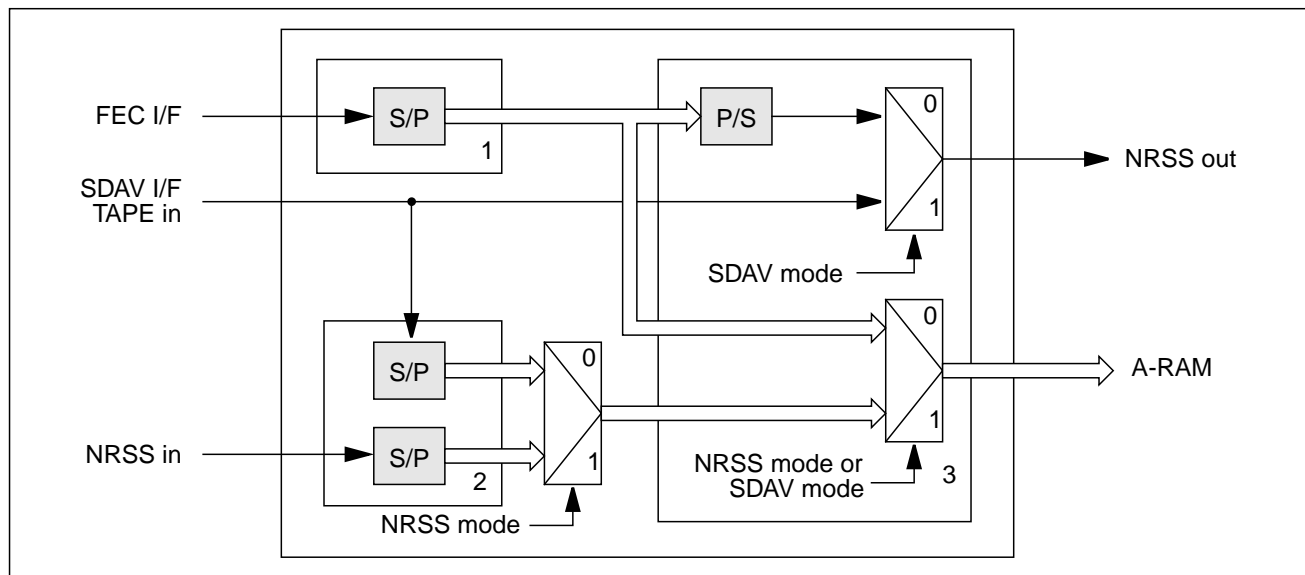 FEC I/F
S/P
1
P/S
0
1
NRSS out
SDAV I/F
TAPE in
SDAV mode
S/P
0
1
0
1
A-RAM
NRSS in
S/P
2
NRSS mode
NRSS mode or
SDAV mode
3